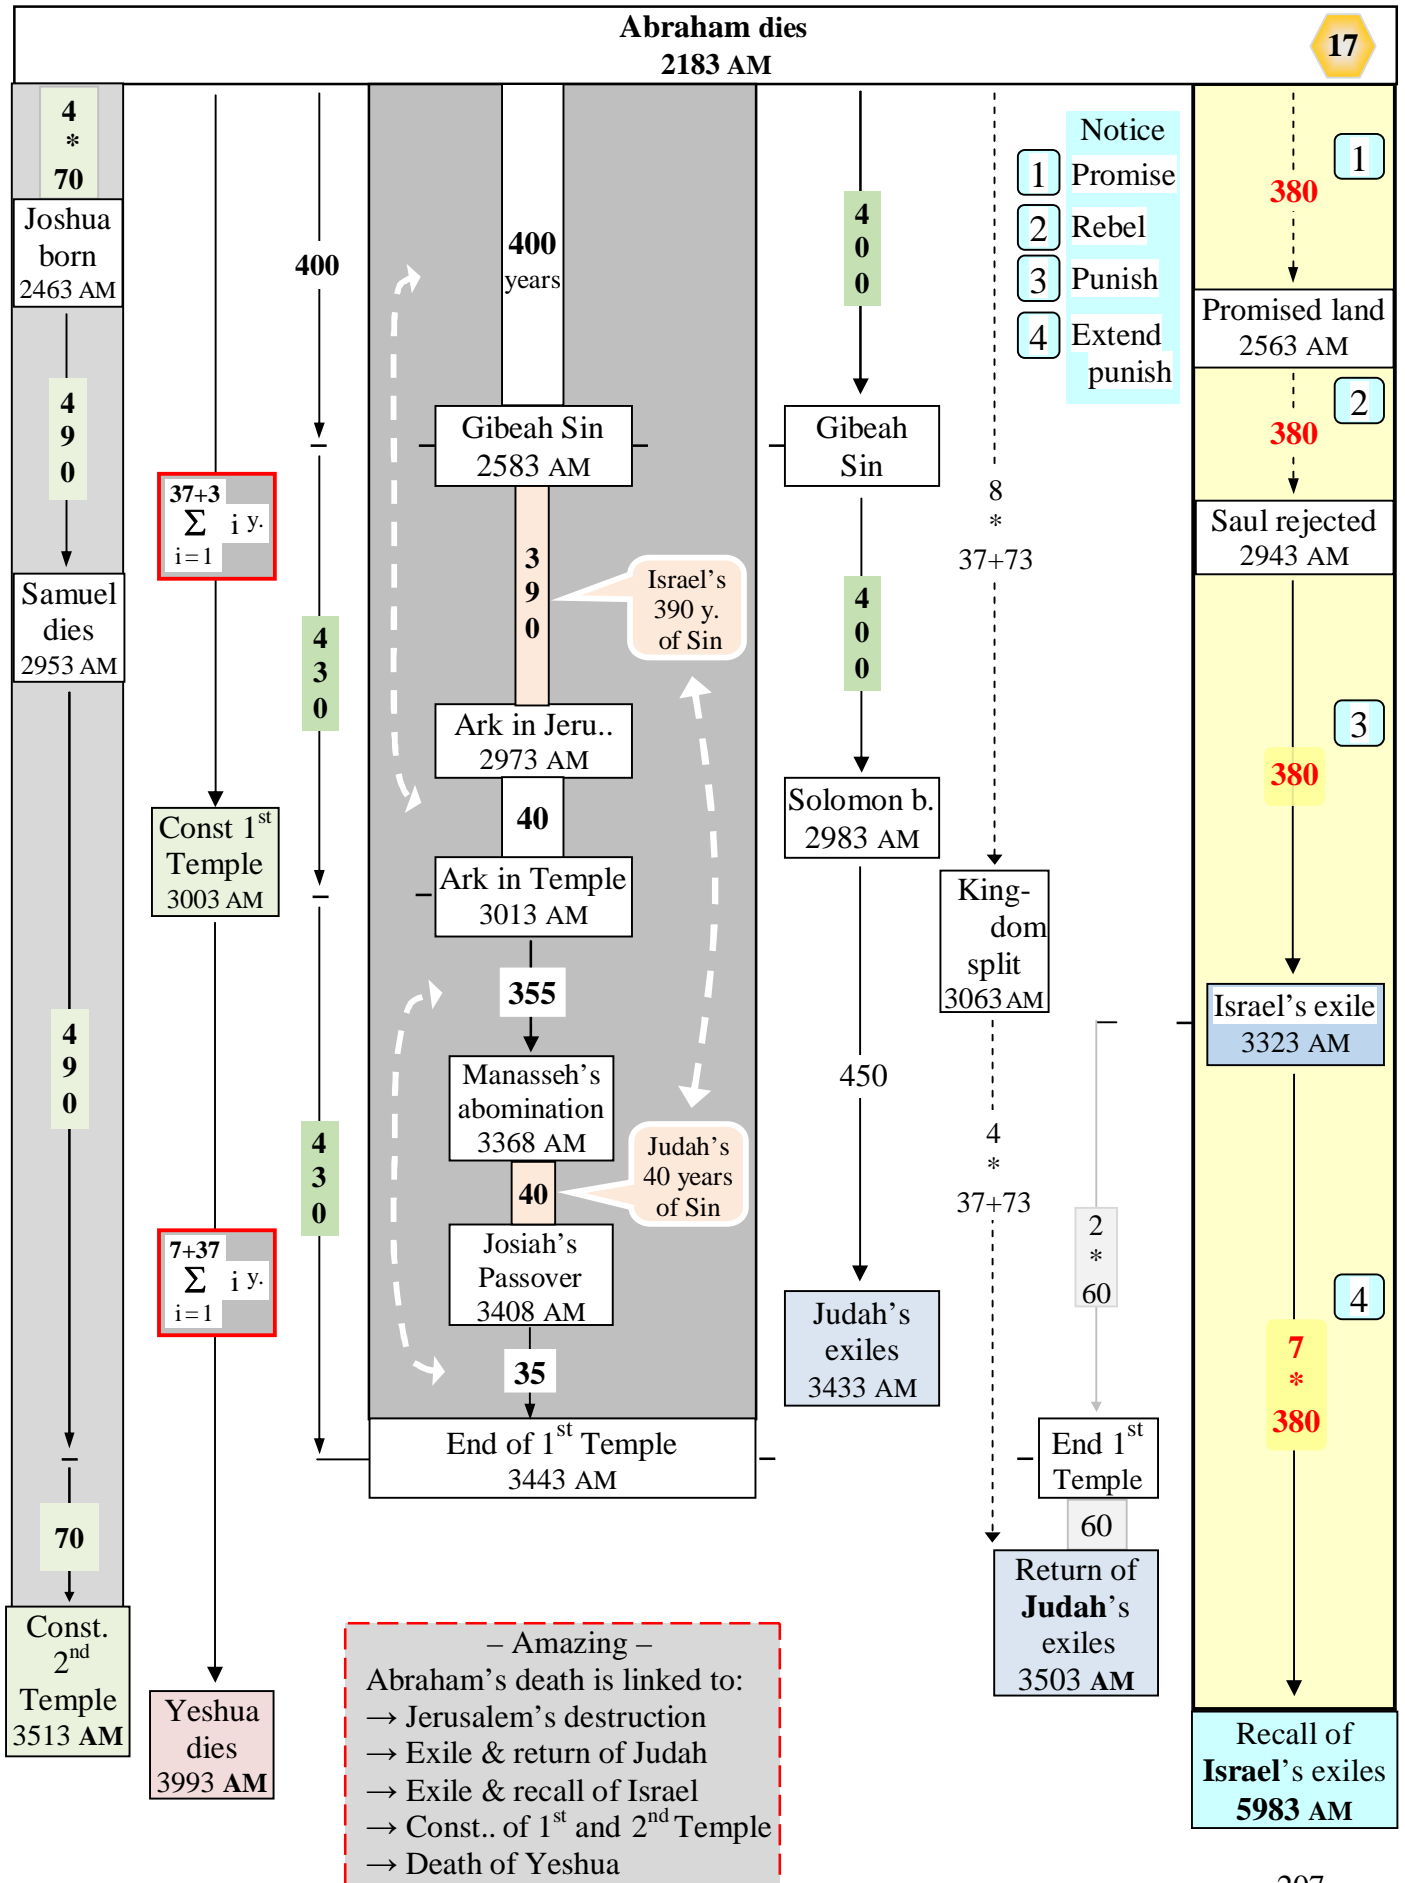 Abraham dies
2183 AM
17
4
*
70
Joshua
born
2463 AM
4
9
0
Samuel
dies
2953 AM
4
9
0
70
Const.
2nd
Temple
3513 AM
37+3
Σ i y.
i=1
Const 1st
Temple
3003 AM
7+37
Σ i y.
i=1
Yeshua
dies
3993 AM
400
4
3
0
4
3
0
400
years
Gibeah Sin
2583 AM
3
9
0
Israel's
390 y.
of Sin
Ark in Jeru..
2973 AM
40
Ark in Temple
3013 AM
355
Manasseh's
abomination
3368 AM
40
Judah's
40 years
of Sin
Josiah's
Passover
3408 AM
35
End of 1st Temple
3443 AM
4
0
0
Gibeah
Sin
4
0
0
Solomon b.
2983 AM
450
Judah's
exiles
3433 AM
8
*
37+73
King-
dom
split
3063 AM
4
*
37+73
2
*
60
End 1st
Temple
60
Return of
Judah's
exiles
3503 AM
Notice
1 Promise
2 Rebel
3 Punish
4 Extend
punish
1
380
Promised land
2563 AM
2
380
Saul rejected
2943 AM
3
380
Israel's exile
3323 AM
4
7
*
380
Recall of
Israel's exiles
5983 AM
– Amazing –
Abraham's death is linked to:
→ Jerusalem's destruction
→ Exile & return of Judah
→ Exile & recall of Israel
→ Const.. of 1st and 2nd Temple
→ Death of Yeshua
207